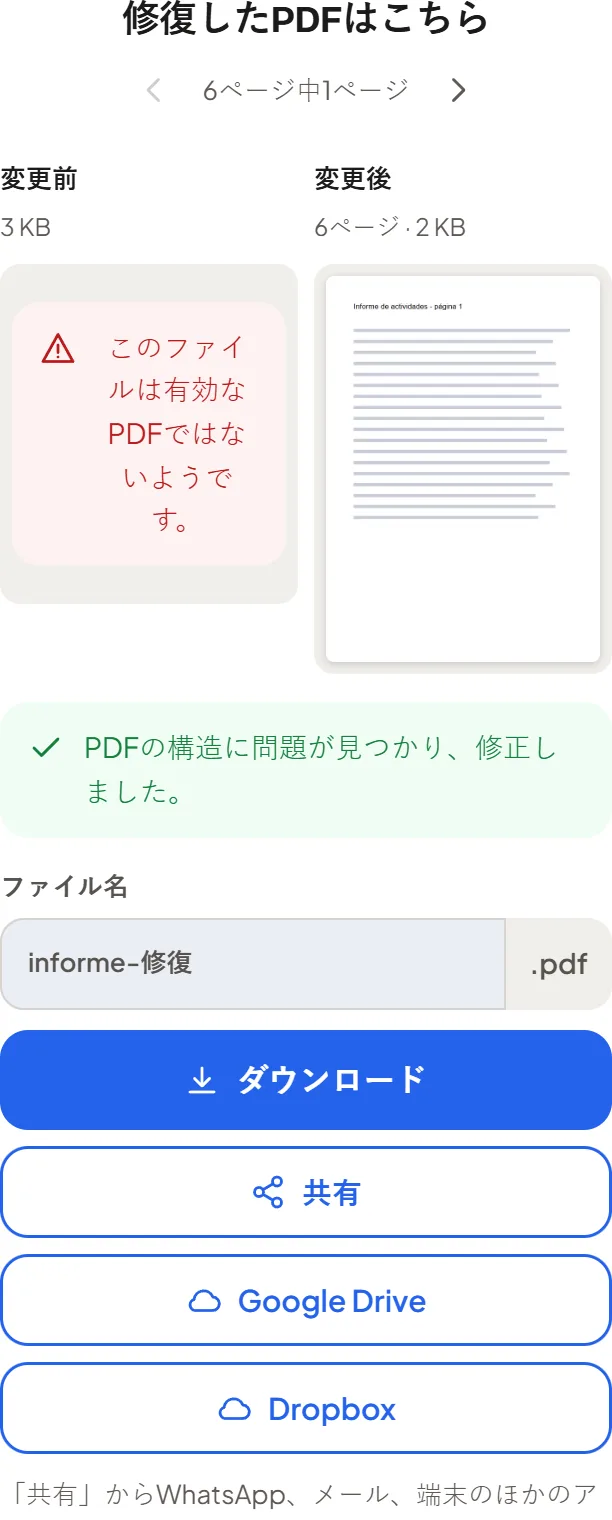 修復したPDFはこちら
6ページ中1ページ
変更前
3 KB
変更後
6ページ · 2 KB
このファイ
ルは有効な
PDFではな
いようで
す。
Informe de actividades - página 1
PDFの構造に問題が見つかり、修正し
ました。
ファイル名
informe-修復
.pdf
ダウンロード
共有
Google Drive
Dropbox
「共有」からWhatsApp、メール、端末のほかのア